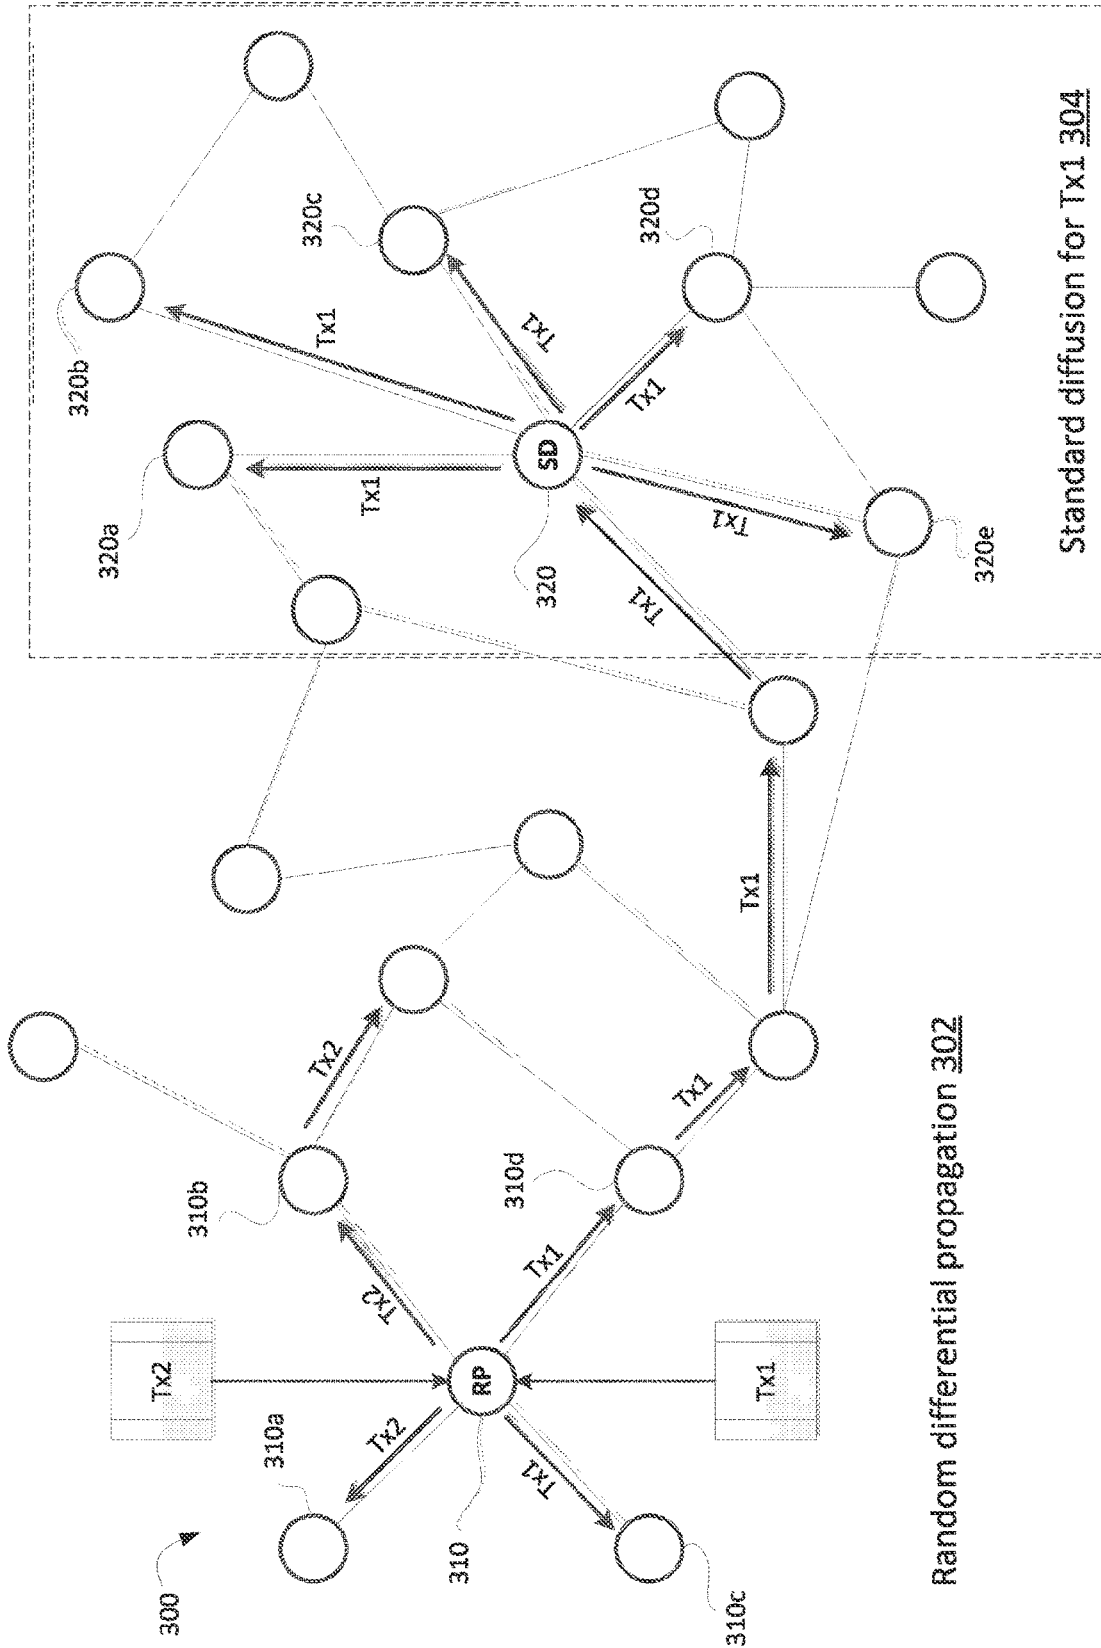 320b
320a
Tx2
300
310b
310a
320c
Tx2
Tx1
Tx1
Tx2
Tx2
310
RP
310d
Tx1
Tx1
Tx1
SD
320
Tx1
Tx1
320d
Tx1
Tx1
310c
Tx1
Tx1
320e
Random differential propagation 302
Standard diffusion for Tx1 304